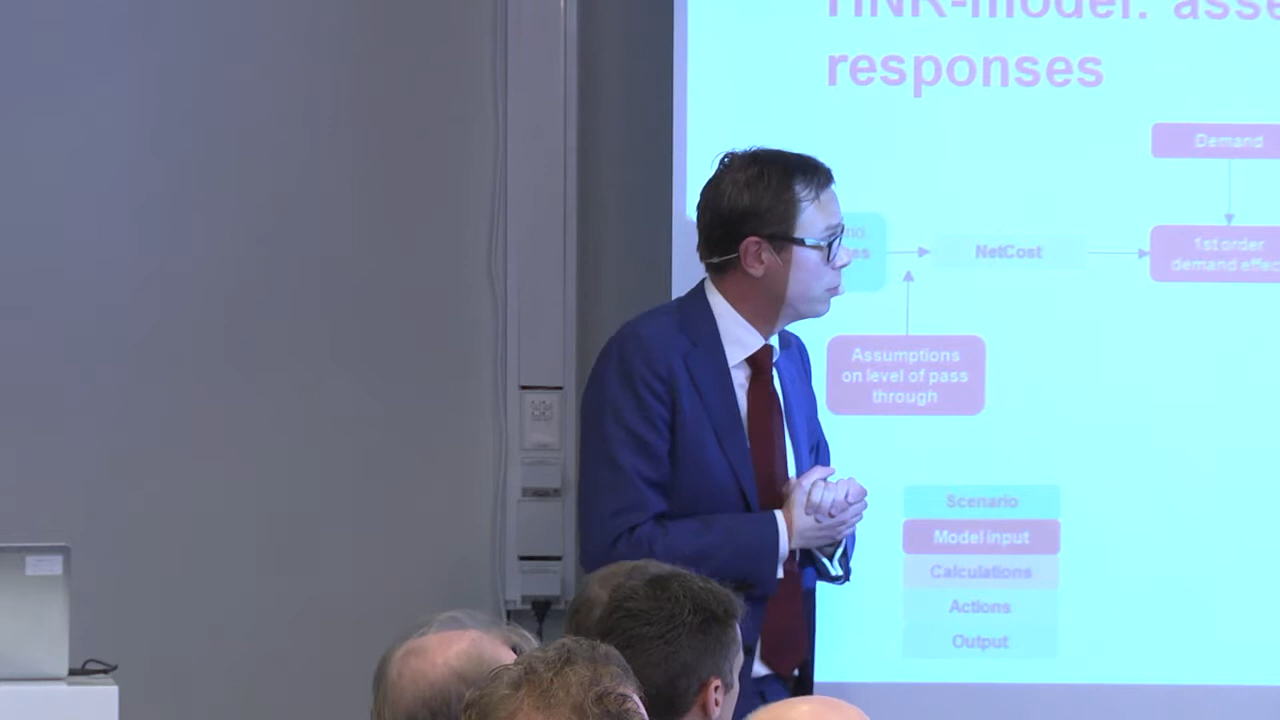 responses
Demand
NetCost
1st order
demand effec
Assumptions
on level of pass
through
Scenario
Model input
Calculations
Actions
Output